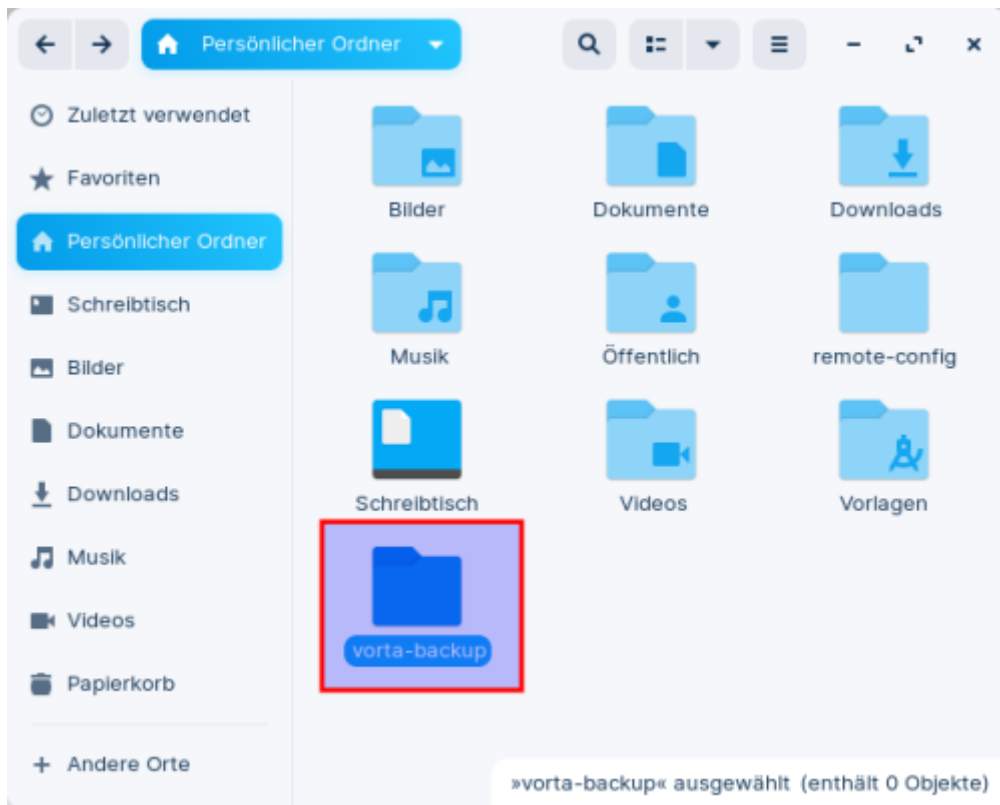 Persönlicher Ordner
Zuletzt verwendet
Favoriten
Persönlicher Ordner
Schreibtisch
Bilder
Dokumente
Downloads
Musik
Videos
Papierkorb
Andere Orte
Bilder
Dokumente
Downloads
Musik
Öffentlich
remote-config
Schreibtisch
Videos
Vorlagen
vorta-backup
»vorta-backup« ausgewählt (enthält 0 Objekte)